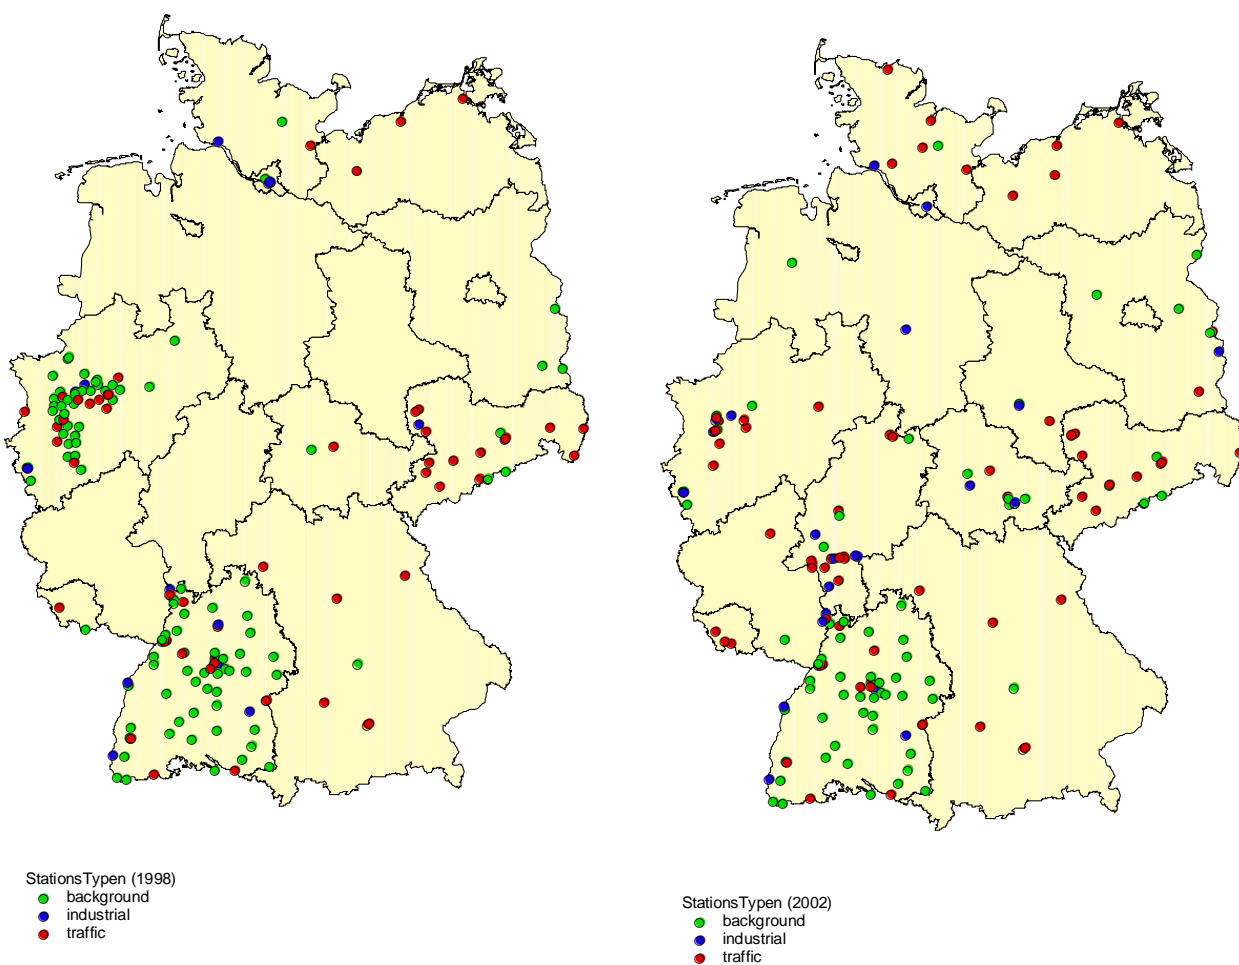 StationsTypen (1998)
background
industrial
traffic
StationsTypen (2002)
background
industrial
traffic